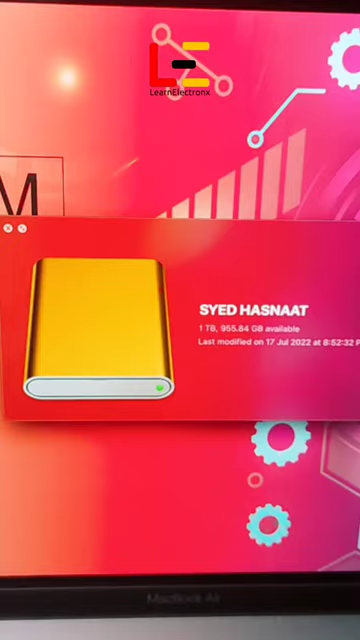 LE
LearnElectronx
M
SYED HASNAAT
1 TB, 955.84 GB available
Last modified on 17 Jul 2022 at 8:52:32 P
MacBook Air